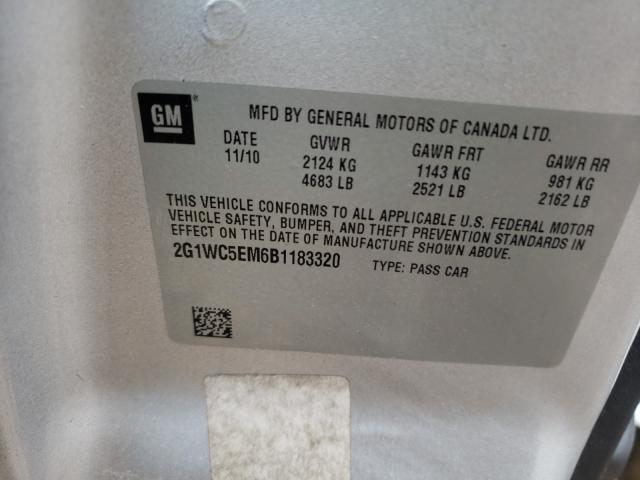 GM ®
MFD BY GENERAL MOTORS OF CANADA LTD.
DATE GVWR GAWR FRT GAWR RR
11/10 2124 KG 1143 KG 981 KG
4683 LB 2521 LB 2162 LB
THIS VEHICLE CONFORMS TO ALL APPLICABLE U.S. FEDERAL MOTOR
VEHICLE SAFETY, BUMPER, AND THEFT PREVENTION STANDARDS IN
EFFECT ON THE DATE OF MANUFACTURE SHOWN ABOVE.
2G1WC5EM6B1183320 TYPE: PASS CAR